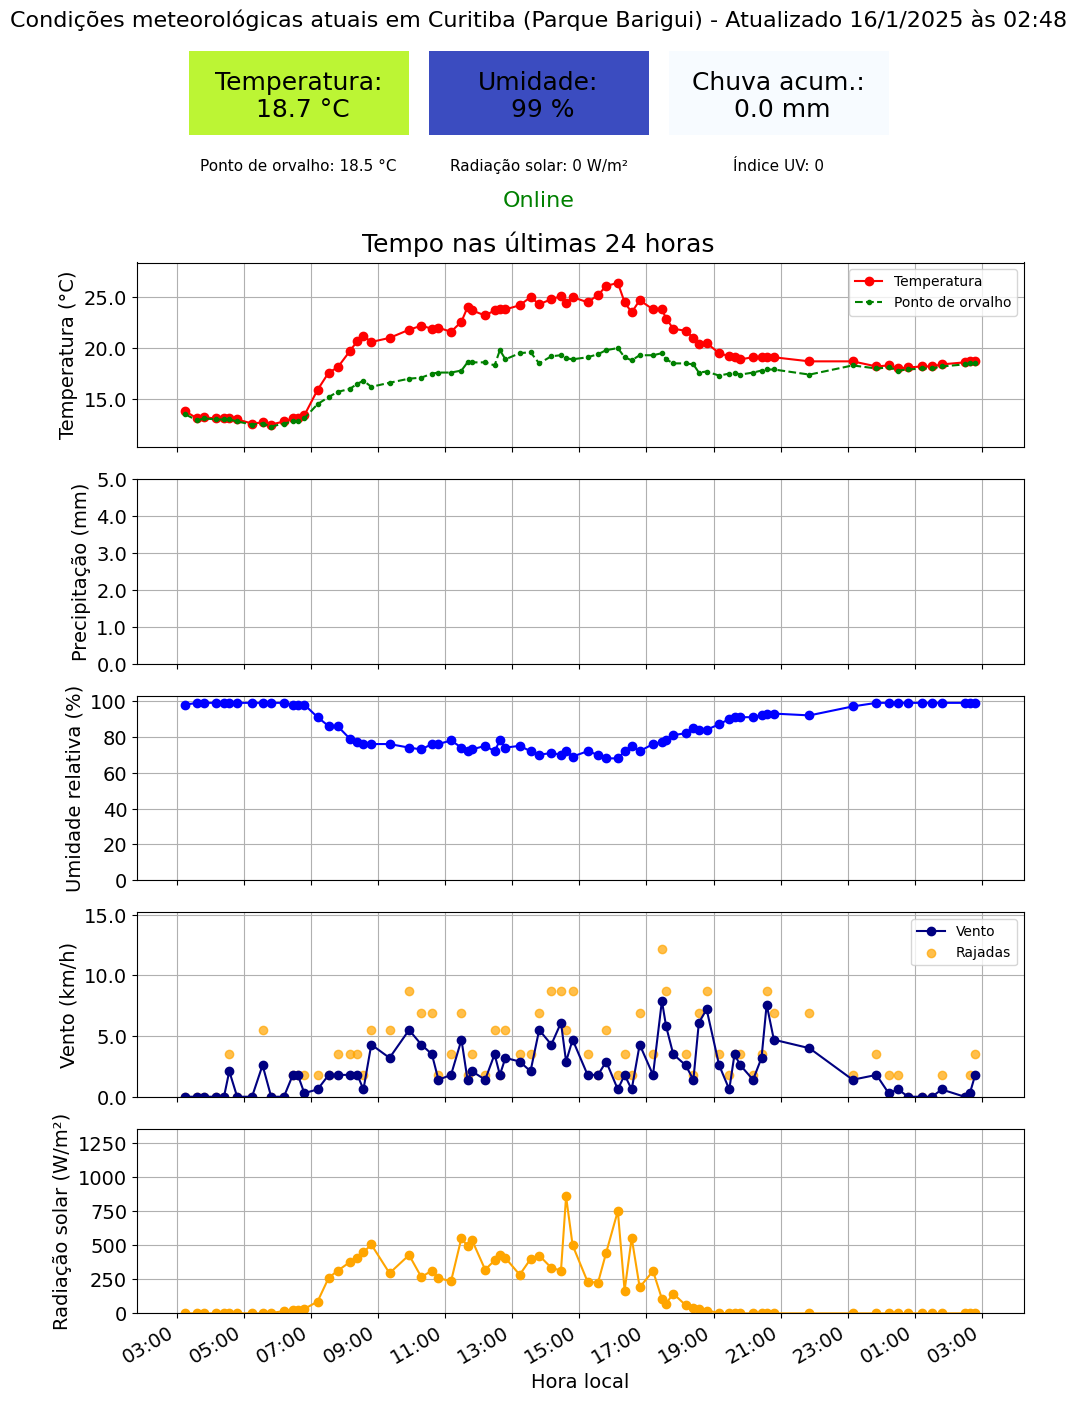 Condições meteorológicas atuais em Curitiba (Parque Barigui) - Atualizado 16/1/2025 às 02:48
Temperatura:
18.7 °C
Umidade:
99 %
Chuva acum.:
0.0 mm
Ponto de orvalho: 18.5 °C
Radiação solar: 0 W/m²
Índice UV: 0
Online
Tempo nas últimas 24 horas
Temperatura (°C)
25.0
20.0
15.0
Temperatura
Ponto de orvalho
Precipitação (mm)
5.0
4.0
3.0
2.0
1.0
0.0
Umidade relativa (%)
100
80
60
40
20
0
Vento (km/h)
15.0
10.0
5.0
0.0
Vento
Rajadas
Radiação solar (W/m²)
1250
1000
750
500
250
0
03:00
05:00
07:00
09:00
11:00
13:00
15:00
17:00
19:00
21:00
23:00
01:00
03:00
Hora local